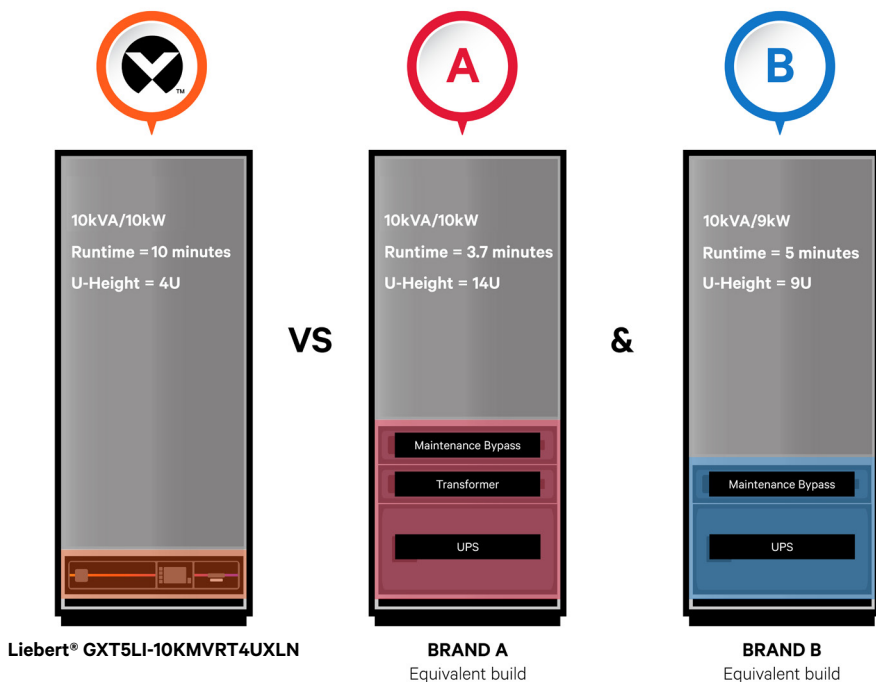 TM
A
B
10kVA/10kW
Runtime = 10 minutes
U-Height = 4U
VS
10kVA/10kW
Runtime = 3.7 minutes
U-Height = 14U
Maintenance Bypass
Transformer
UPS
&
10kVA/9kW
Runtime = 5 minutes
U-Height = 9U
Maintenance Bypass
UPS
Liebert® GXT5LI-10KMVRT4UXLN
BRAND A
Equivalent build
BRAND B
Equivalent build